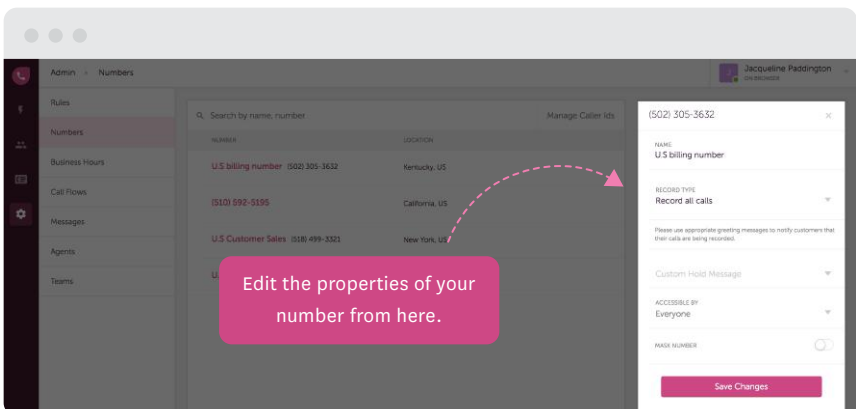 Admin > Numbers
Jacqueline Paddington
ON BROWSER
Rules
Numbers
Business Hours
Call Flows
Messages
Agents
Teams
Search by name, number
Manage Caller Ids
NUMBER
LOCATION
U.S billing number (502) 305-3632
Kentucky, US
(510) 592-5195
California, US
U.S Customer Sales (518) 499-3321
New York, US
Edit the properties of your
number from here.
(502) 305-3632
NAME
U.S billing number
RECORD TYPE
Record all calls
Please use appropriate greeting messages to notify customers that
their calls are being recorded.
Custom Hold Message
ACCESSIBLE BY
Everyone
MASK NUMBER
Save Changes